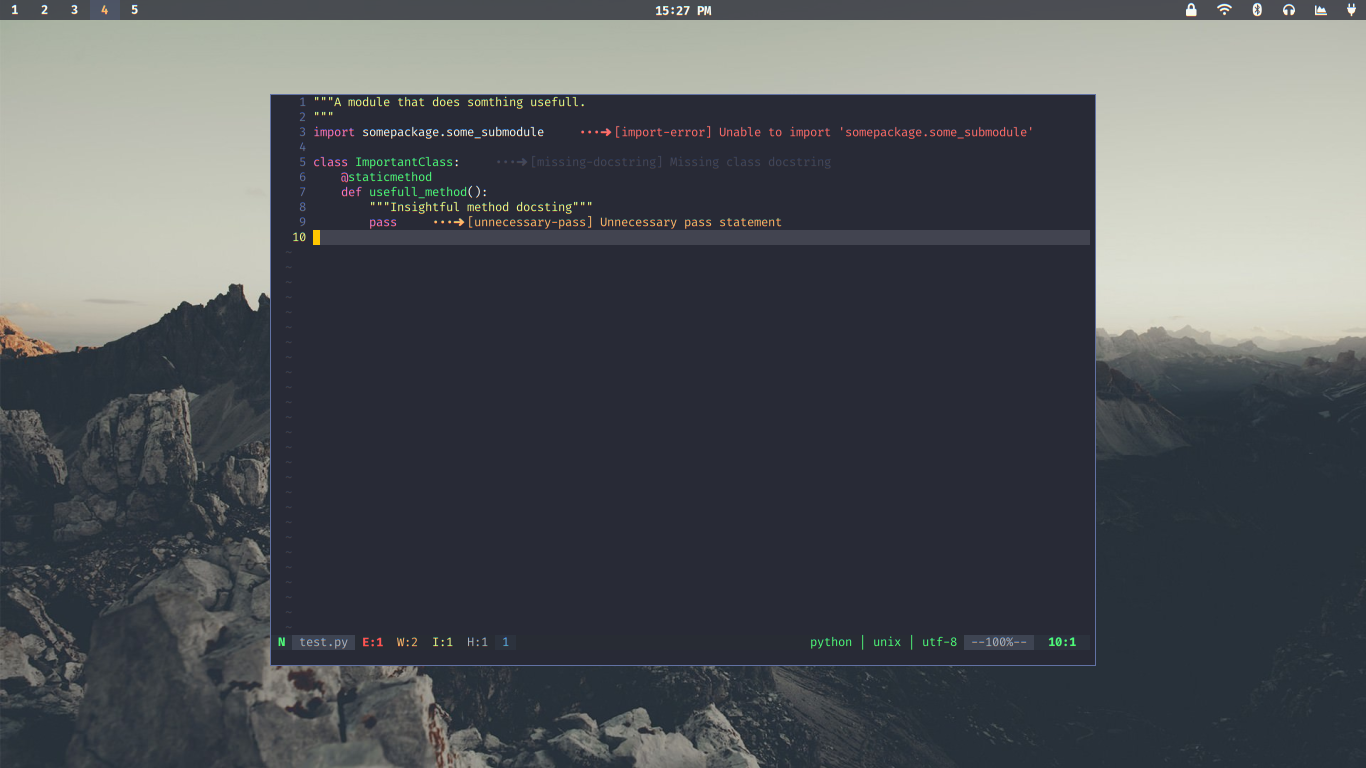 1 2 3 4 5 15:27 PM
1 """A module that does somthing usefull.
2 """
3 import somepackage.some_submodule ···➜[import-error] Unable to import 'somepackage.some_submodule'
4
5 class ImportantClass: ···➜[missing-docstring] Missing class docstring
6 @staticmethod
7 def usefull_method():
8 """Insightful method docsting"""
9 pass ···➜[unnecessary-pass] Unnecessary pass statement
10
N test.py E:1 W:2 I:1 H:1 1 python | unix | utf-8 --100%-- 10:1